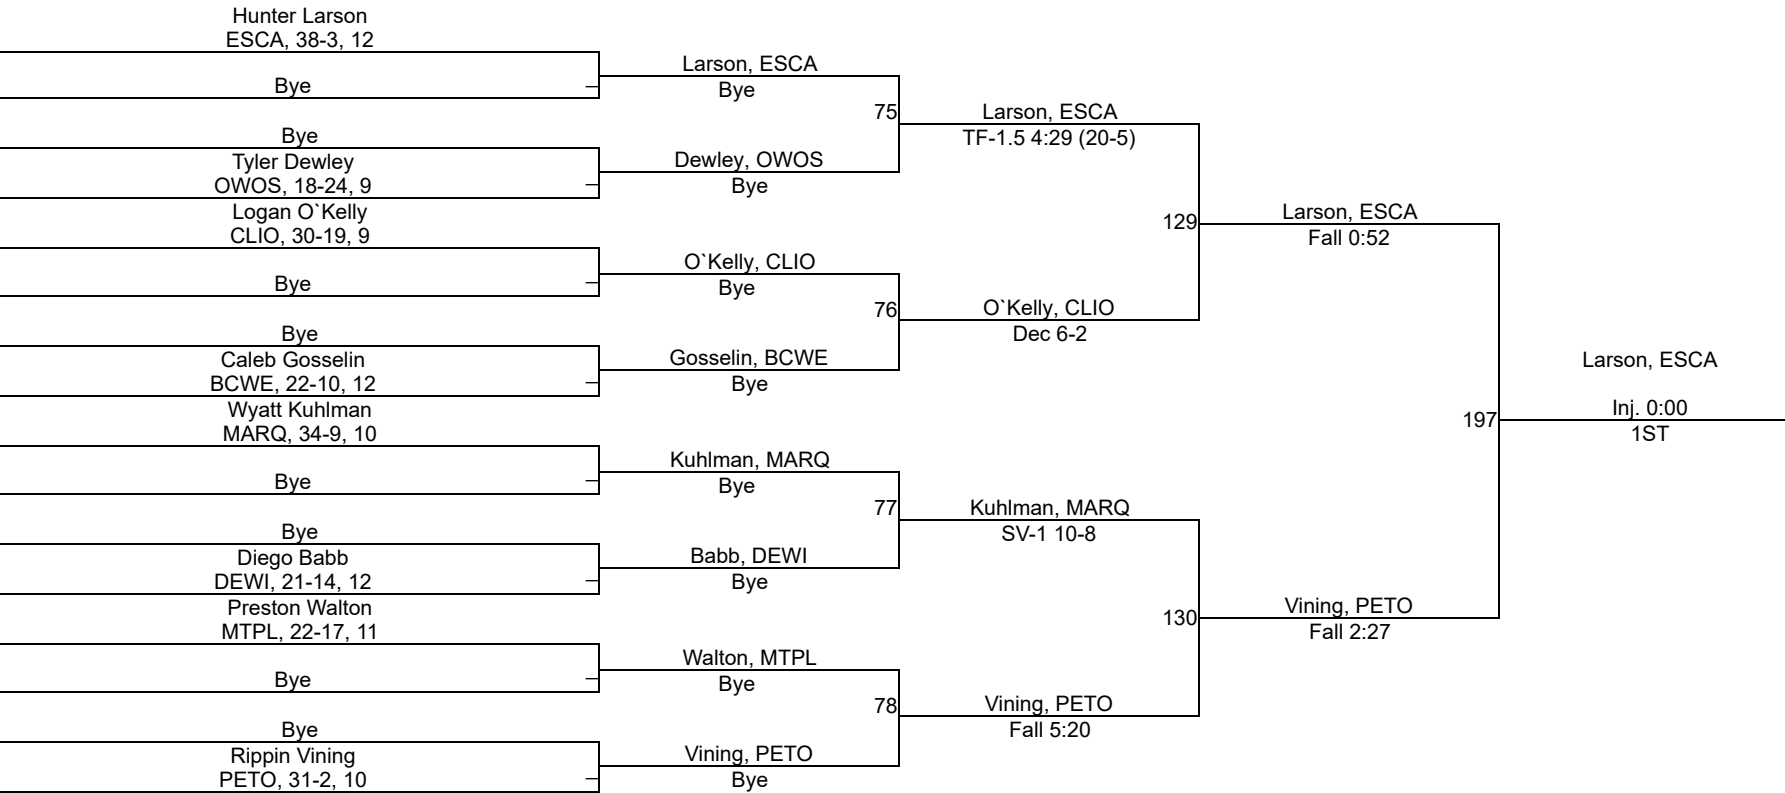 Hunter Larson
ESCA, 38-3, 12
Bye
Bye
Tyler Dewley
OWOS, 18-24, 9
Logan O`Kelly
CLIO, 30-19, 9
Bye
Bye
Caleb Gosselin
BCWE, 22-10, 12
Wyatt Kuhlman
MARQ, 34-9, 10
Bye
Bye
Diego Babb
DEWI, 21-14, 12
Preston Walton
MTPL, 22-17, 11
Bye
Bye
Rippin Vining
PETO, 31-2, 10
Larson, ESCA
Bye
75
Dewley, OWOS
Bye
O`Kelly, CLIO
Bye
76
Gosselin, BCWE
Bye
Kuhlman, MARQ
Bye
77
Babb, DEWI
Bye
Walton, MTPL
Bye
78
Vining, PETO
Bye
Larson, ESCA
TF-1.5 4:29 (20-5)
129
O`Kelly, CLIO
Dec 6-2
Kuhlman, MARQ
SV-1 10-8
130
Vining, PETO
Fall 5:20
Larson, ESCA
Fall 0:52
197
Vining, PETO
Fall 2:27
Larson, ESCA
Inj. 0:00
1ST